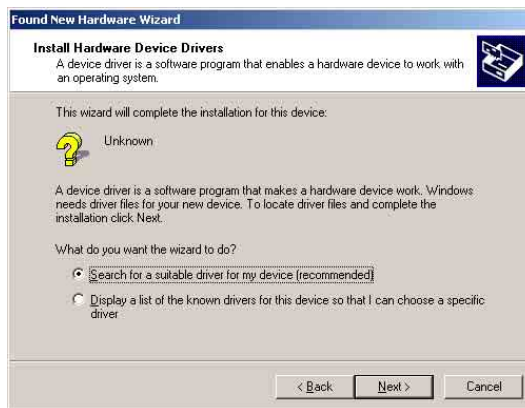 Found New Hardware Wizard
Install Hardware Device Drivers
A device driver is a software program that enables a hardware device to work with
an operating system.
This wizard will complete the installation for this device:
Unknown
A device driver is a software program that makes a hardware device work. Windows
needs driver files for your new device. To locate driver files and complete the
installation click Next.
What do you want the wizard to do?
Search for a suitable driver for my device (recommended)
Display a list of the known drivers for this device so that I can choose a specific
driver
< Back Next > Cancel